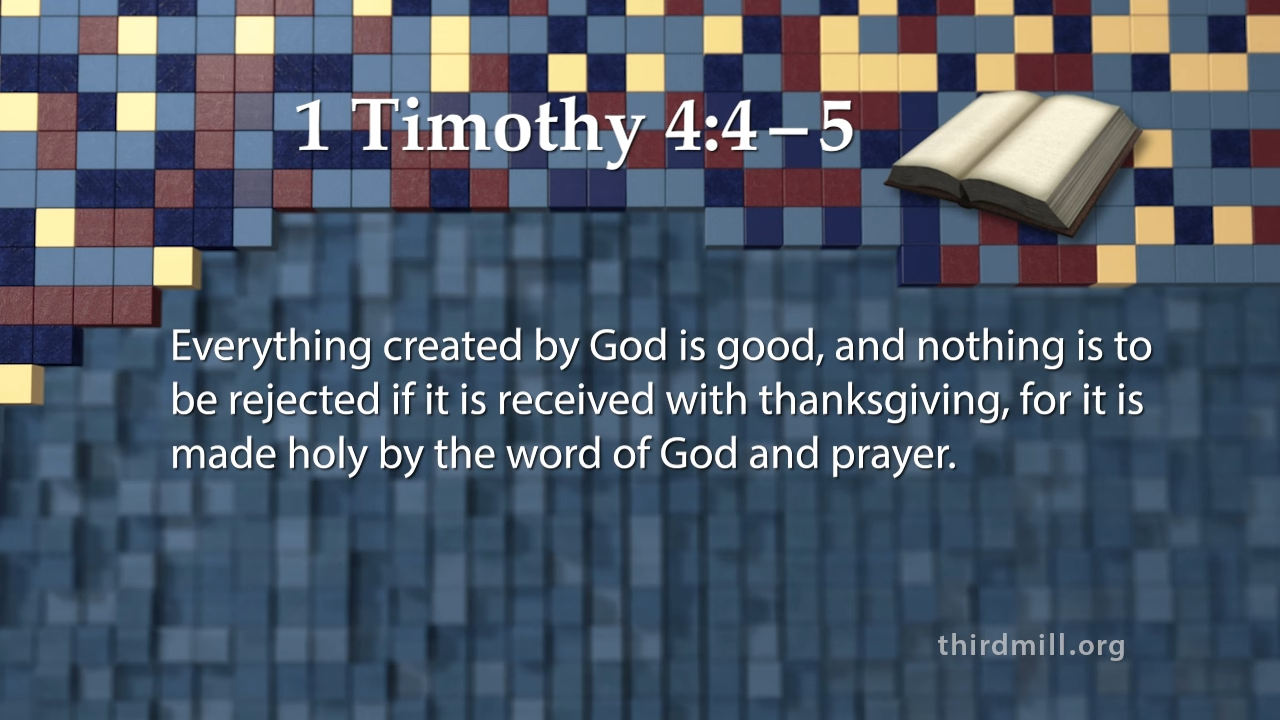 1 Timothy 4:4–5
Everything created by God is good, and nothing is to
be rejected if it is received with thanksgiving, for it is
made holy by the word of God and prayer.
thirdmill.org